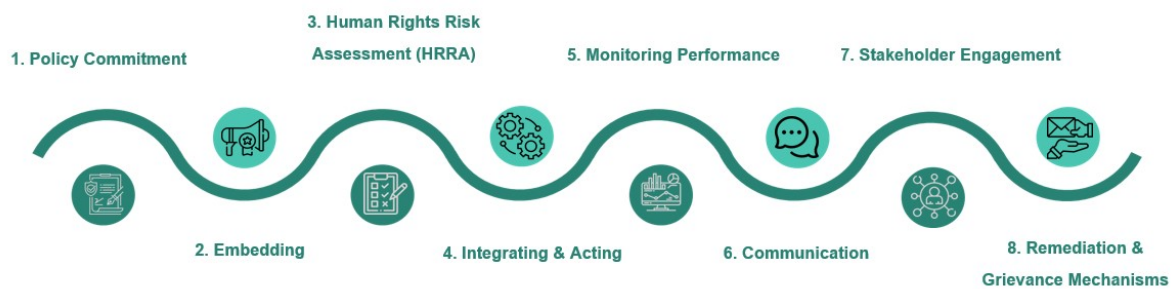 1. Policy Commitment
2. Embedding
3. Human Rights Risk
Assessment (HRRA)
4. Integrating & Acting
5. Monitoring Performance
6. Communication
7. Stakeholder Engagement
8. Remediation &
Grievance Mechanisms